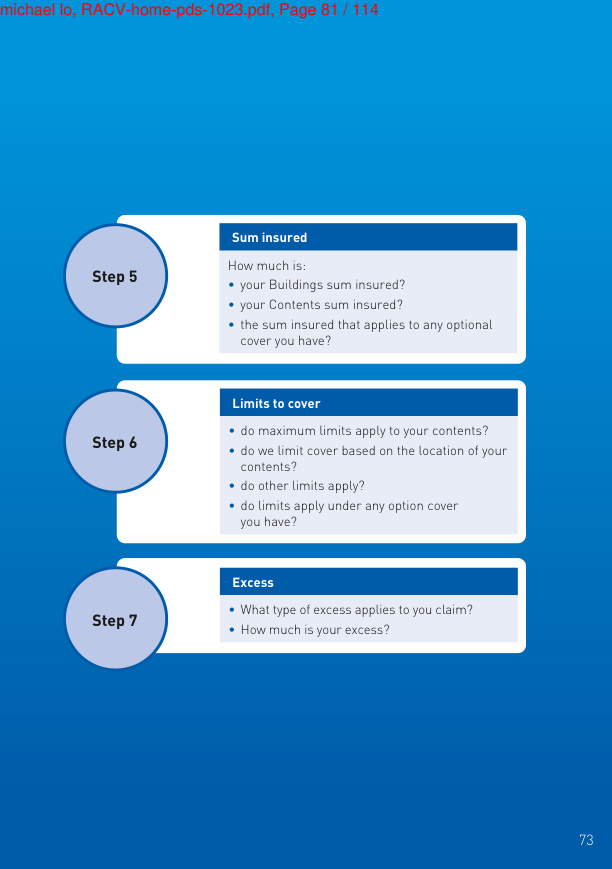 michael lo, RACV-home-pds-1023.pdf, Page 81 / 114
Step 5
Sum insured
How much is:
• your Buildings sum insured?
• your Contents sum insured?
• the sum insured that applies to any optional
cover you have?
Step 6
Limits to cover
• do maximum limits apply to your contents?
• do we limit cover based on the location of your
contents?
• do other limits apply?
• do limits apply under any option cover
you have?
Step 7
Excess
• What type of excess applies to you claim?
• How much is your excess?
73